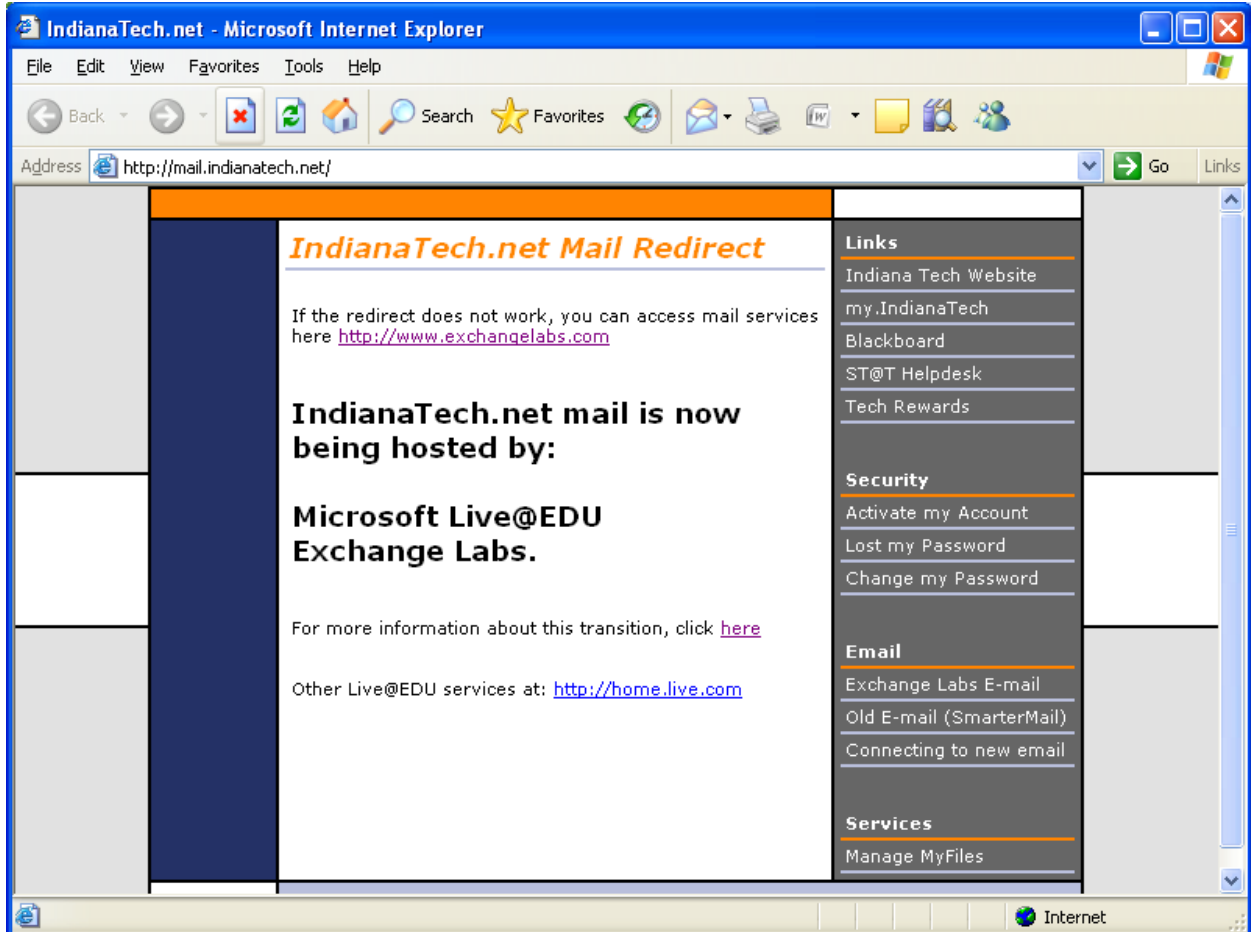 IndianaTech.net - Microsoft Internet Explorer
File Edit View Favorites Tools Help
Back Search Favorites W
Address http://mail.indianatech.net/ Go Links
IndianaTech.net Mail Redirect
If the redirect does not work, you can access mail services
here http://www.exchangelabs.com
IndianaTech.net mail is now
being hosted by:
Microsoft Live@EDU
Exchange Labs.
For more information about this transition, click here
Other Live@EDU services at: http://home.live.com
Links
Indiana Tech Website
my.IndianaTech
Blackboard
ST@T Helpdesk
Tech Rewards
Security
Activate my Account
Lost my Password
Change my Password
Email
Exchange Labs E-mail
Old E-mail (SmarterMail)
Connecting to new email
Services
Manage MyFiles
Internet